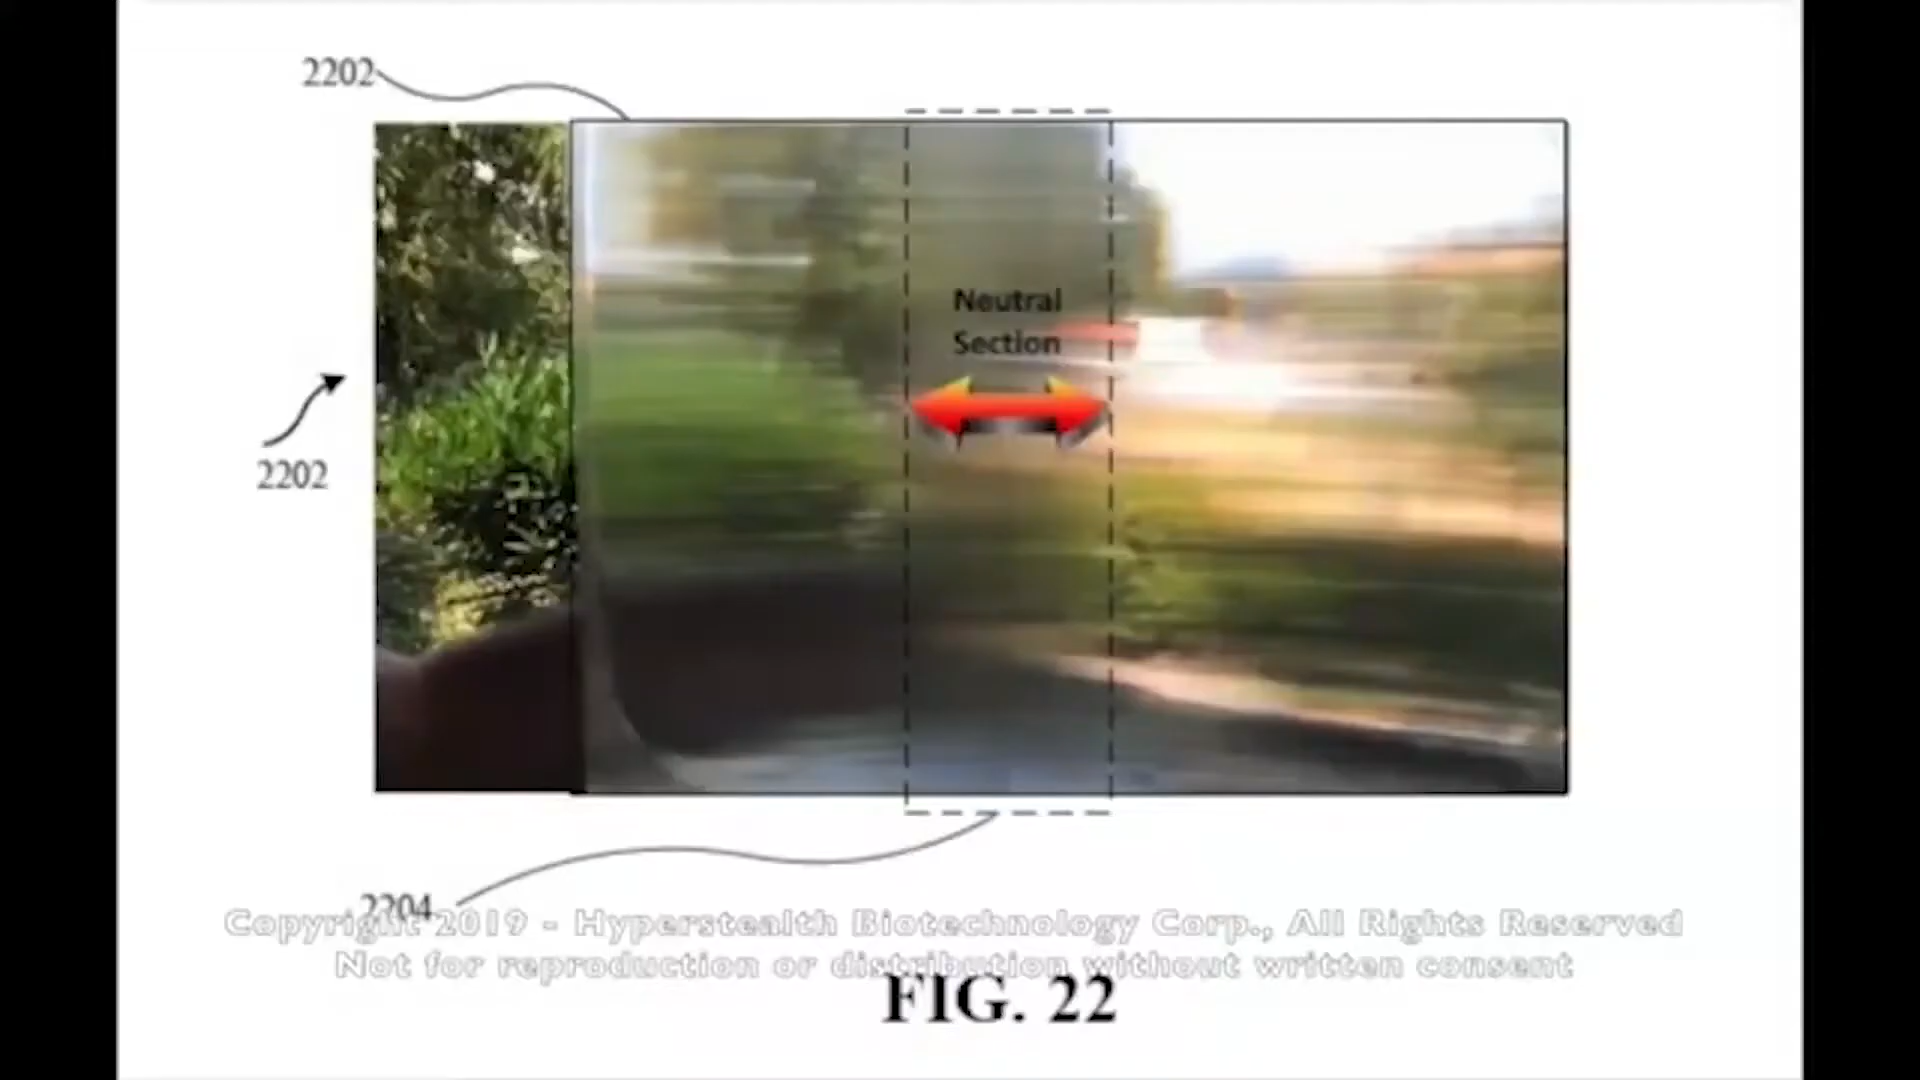 2202
Neutral
Section
2202
2204
Copyright 2019 - Hyperstealth Biotechnology Corp., All Rights Reserved
Not for reproduction or distribution without written consent
FIG. 22